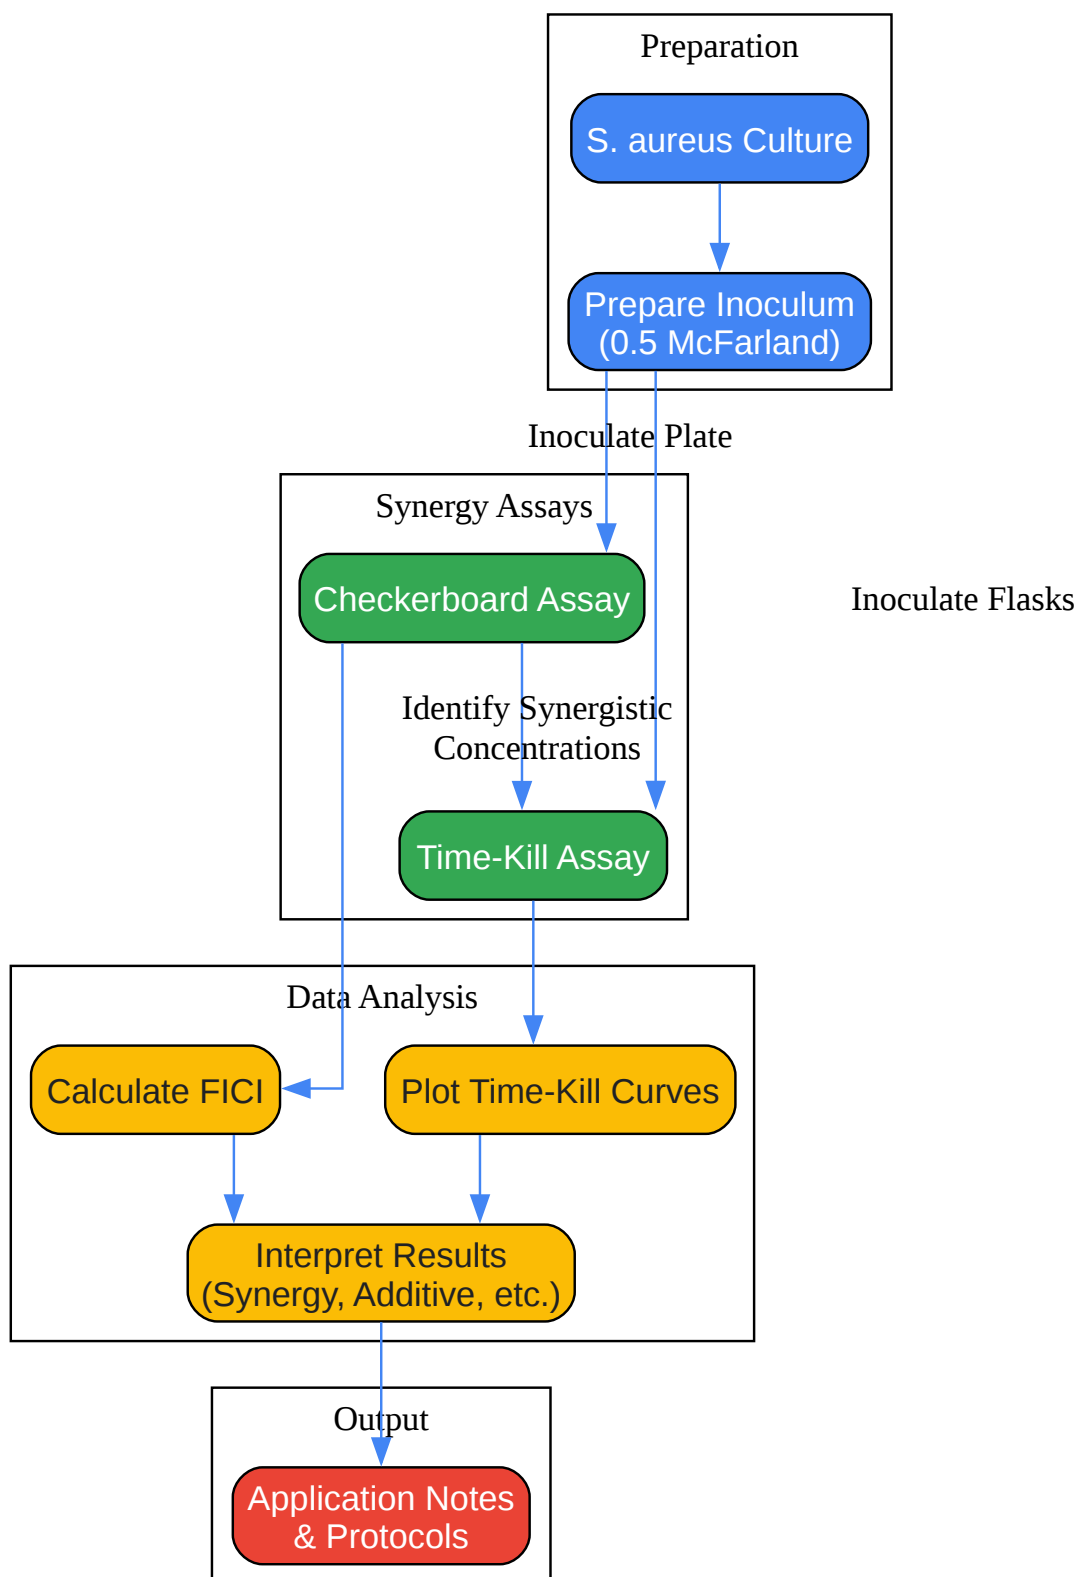 Preparation
S. aureus Culture
Prepare Inoculum
(0.5 McFarland)
Inoculate Plate
Synergy Assays
Checkerboard Assay
Inoculate Flasks
Identify Synergistic
Concentrations
Time-Kill Assay
Data Analysis
Calculate FICI
Plot Time-Kill Curves
Interpret Results
(Synergy, Additive, etc.)
Output
Application Notes
& Protocols